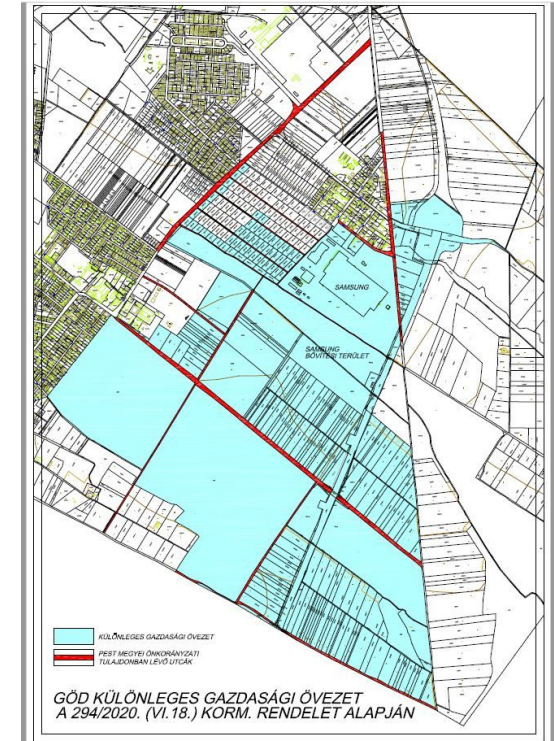 SAMSUNG
SAMSUNG
BŐVÍTÉSI TERÜLET
KÜLÖNLEGES GAZDASÁGI ÖVEZET
PEST MEGYEI ÖNKORÁNYZATI
TULAJDONBAN LÉVŐ UTCÁK
GÖD KÜLÖNLEGES GAZDASÁGI ÖVEZET
A 294/2020. (VI.18.) KORM. RENDELET ALAPJÁN